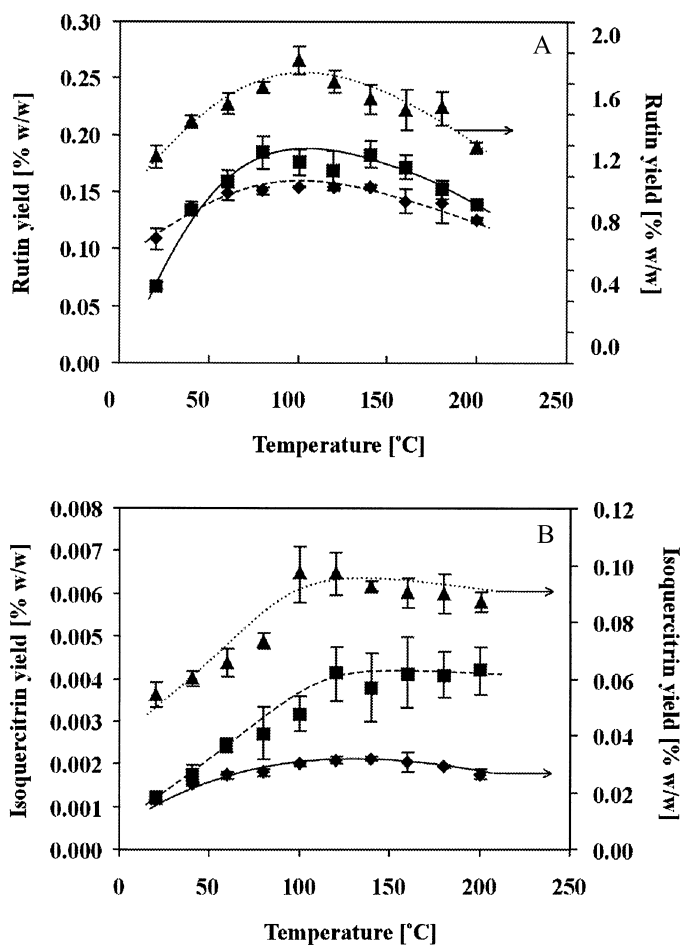 A
Rutin yield [% w/w]
0.30
0.25
0.20
0.15
0.10
0.05
0.00
2.0
1.6
1.2
0.8
0.4
0.0
Rutin yield [% w/w]
0 50 100 150 200 250
Temperature [°C]
B
Isoquercitrin yield [% w/w]
0.008
0.007
0.006
0.005
0.004
0.003
0.002
0.001
0.000
0.12
0.10
0.08
0.06
0.04
0.02
0.00
Isoquercitrin yield [% w/w]
0 50 100 150 200 250
Temperature [°C]